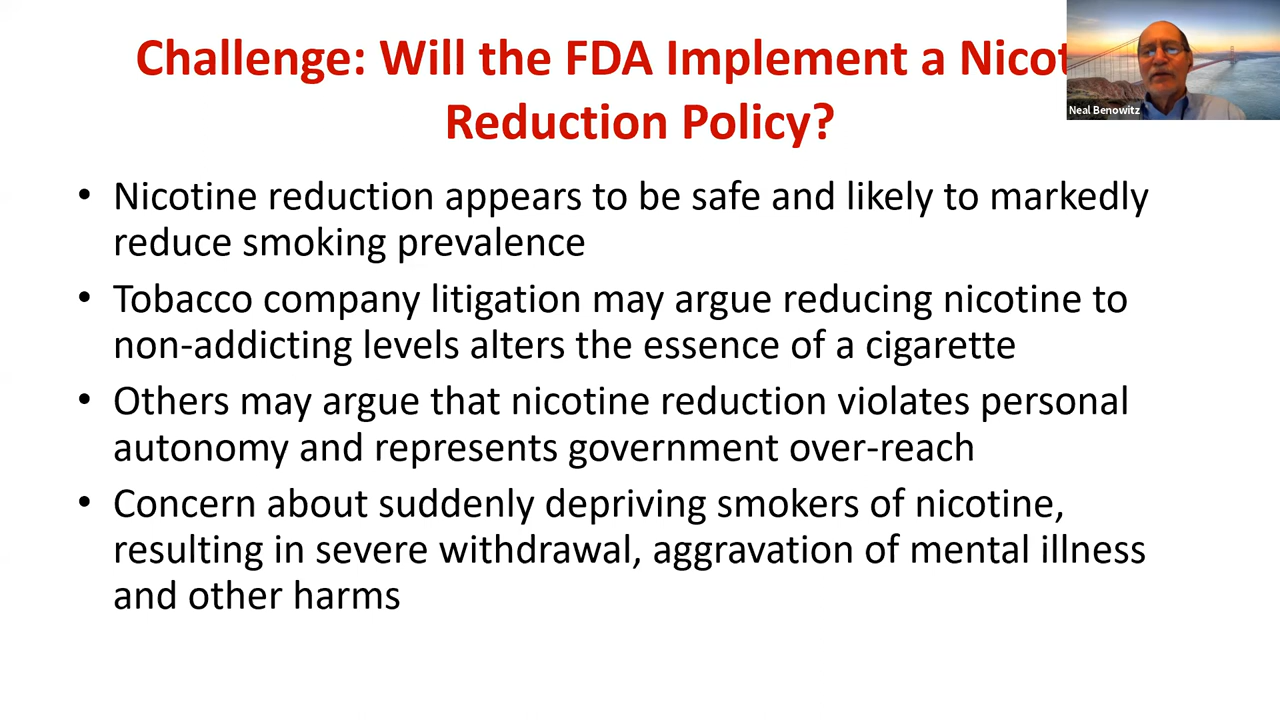 Challenge: Will the FDA Implement a Nicot
Reduction Policy?
Neal Benowitz
• Nicotine reduction appears to be safe and likely to markedly
reduce smoking prevalence
• Tobacco company litigation may argue reducing nicotine to
non-addicting levels alters the essence of a cigarette
• Others may argue that nicotine reduction violates personal
autonomy and represents government over-reach
• Concern about suddenly depriving smokers of nicotine,
resulting in severe withdrawal, aggravation of mental illness
and other harms